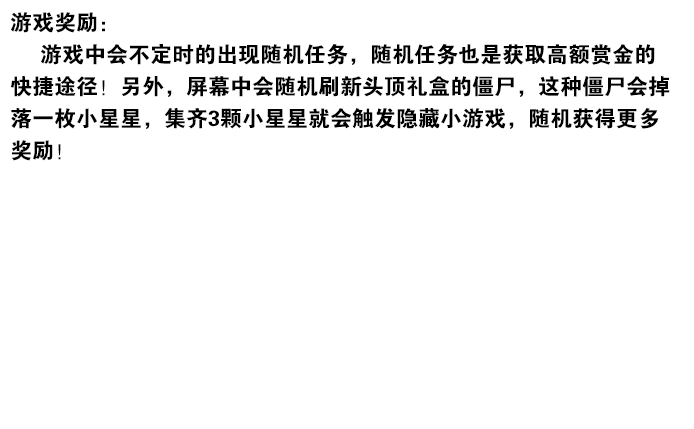 游戏奖励：
游戏中会不定时的出现随机任务，随机任务也是获取高额赏金的
快捷途径！另外，屏幕中会随机刷新头顶礼盒的僵尸，这种僵尸会掉
落一枚小星星，集齐3颗小星星就会触发隐藏小游戏，随机获得更多
奖励！